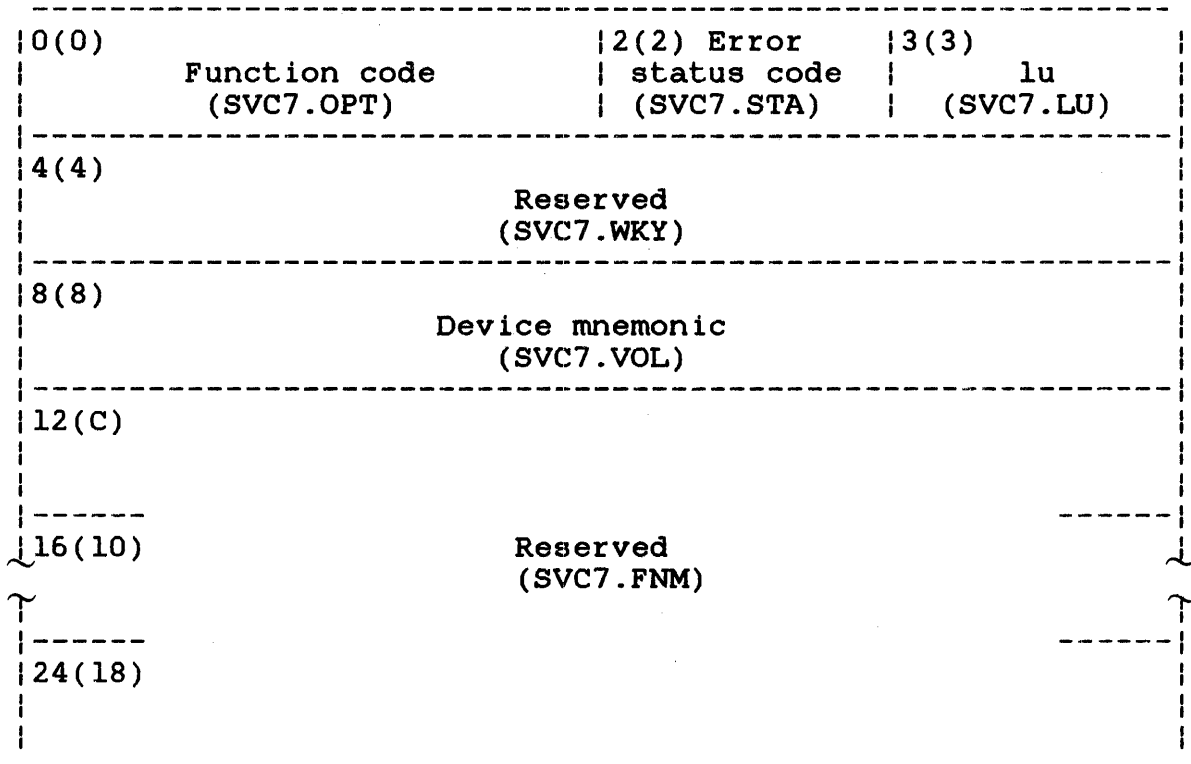 0(0) 2(2) Error 3(3)
Function code status code lu
(SVC7.OPT) (SVC7.STA) (SVC7.LU)
4(4)
Reserved
(SVC7.WKY)
8(8)
Device mnemonic
(SVC7.VOL)
12(C)
16(10) Reserved
(SVC7.FNM)
24(18)